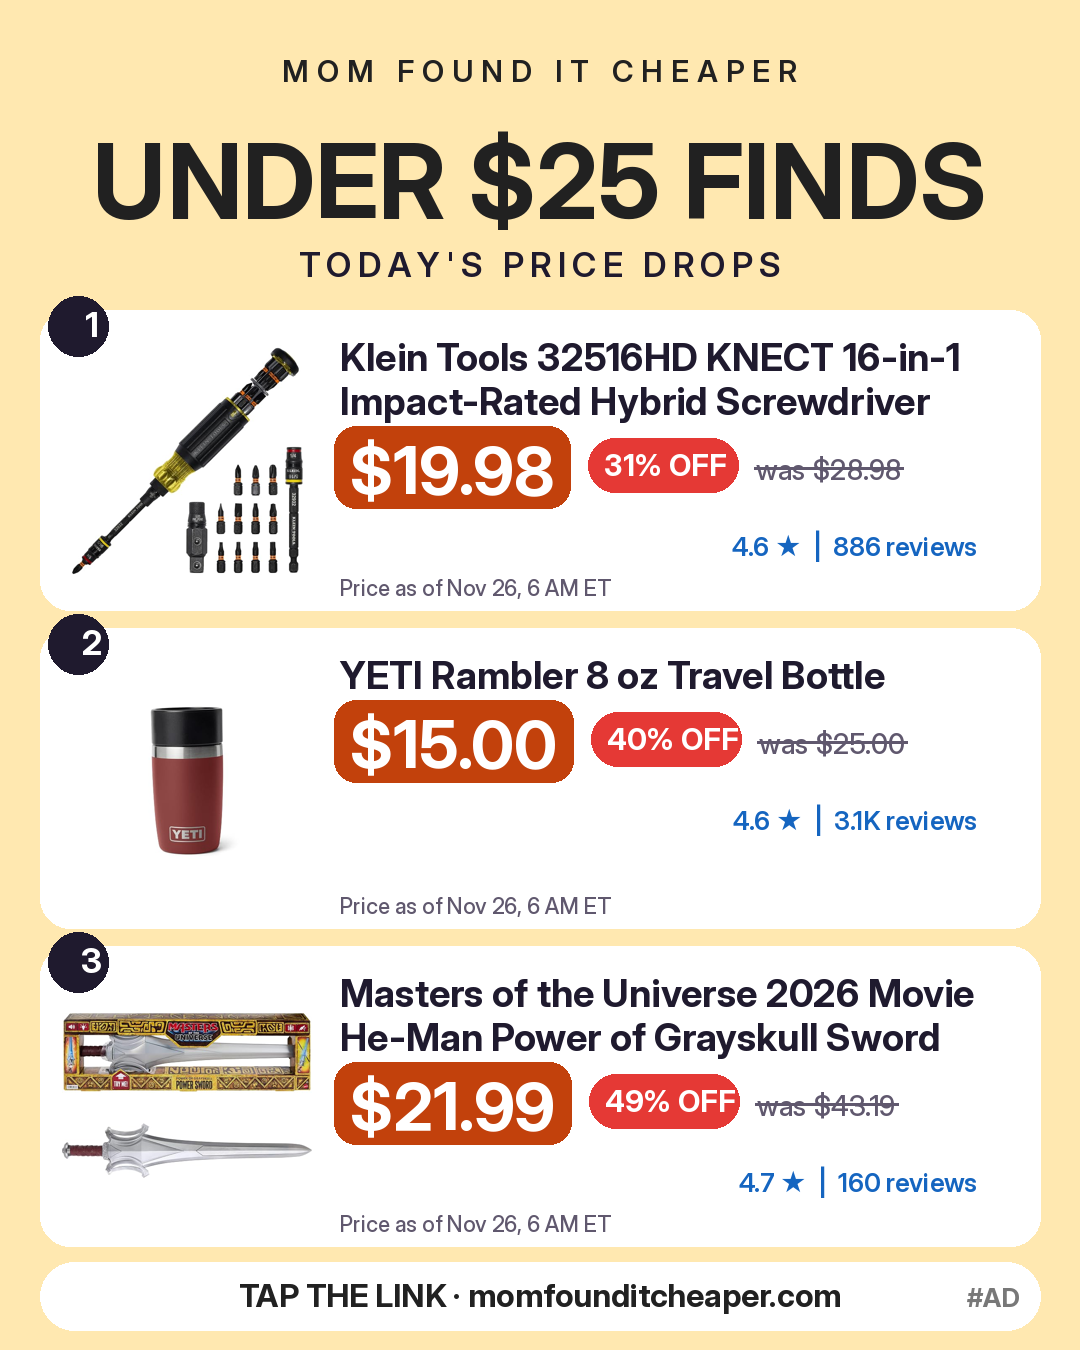 MOM FOUND IT CHEAPER
UNDER $25 FINDS
TODAY'S PRICE DROPS
1
Klein Tools 32516HD KNECT 16-in-1
Impact-Rated Hybrid Screwdriver
$19.98 31% OFF was $28.98
4.6 ★ | 886 reviews
Price as of Nov 26, 6 AM ET
2
YETI Rambler 8 oz Travel Bottle
$15.00 40% OFF was $25.00
4.6 ★ | 3.1K reviews
YETI
Price as of Nov 26, 6 AM ET
3
Masters of the Universe 2026 Movie
He-Man Power of Grayskull Sword
$21.99 49% OFF was $43.19
MASTERS
UNIVERSE
TRY ME!
POWER SWORD
4.7 ★ | 160 reviews
Price as of Nov 26, 6 AM ET
TAP THE LINK · momfounditcheaper.com #AD